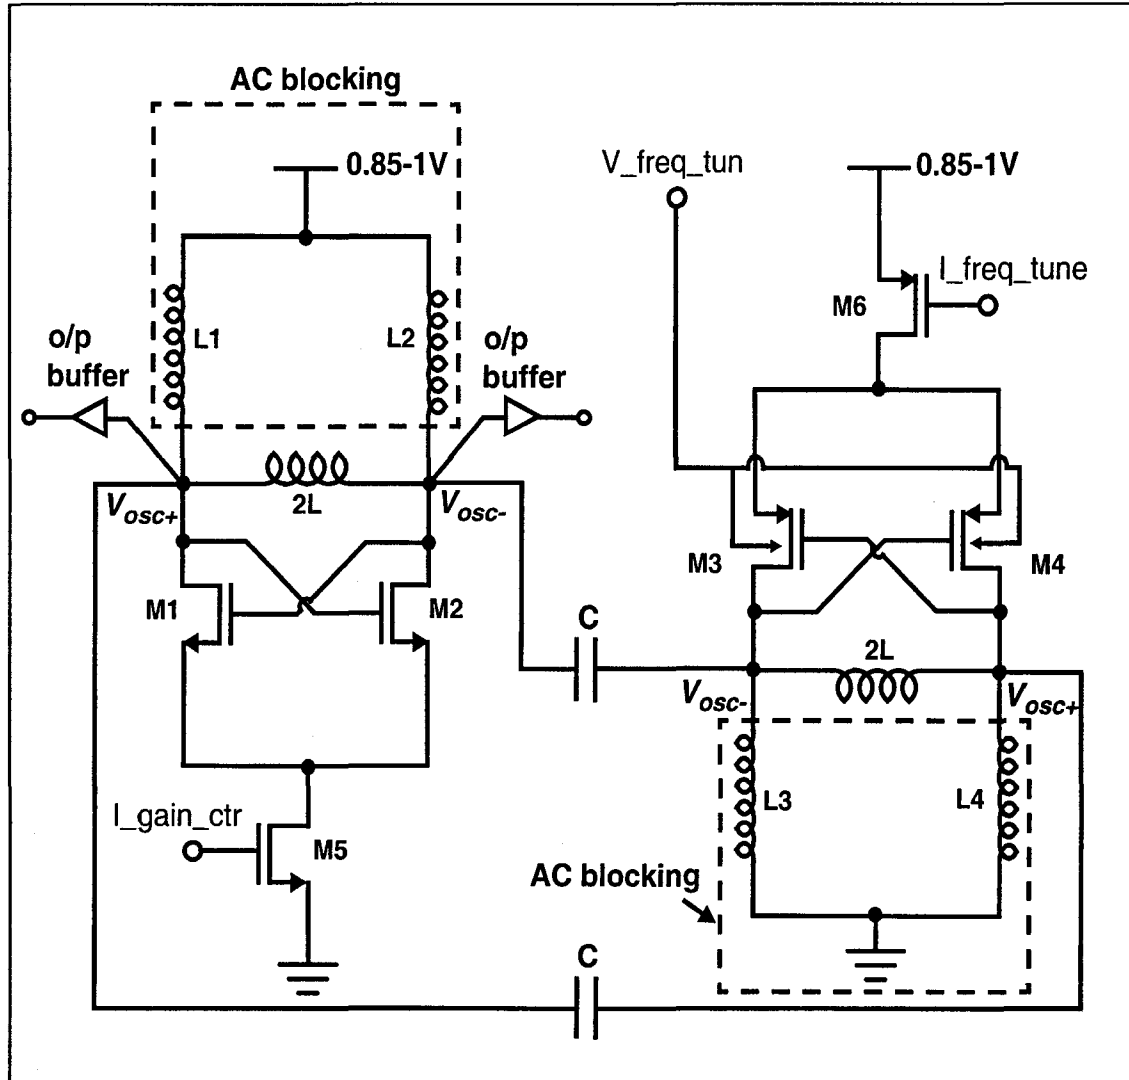 AC blocking
0.85-1V
V_freq_tun
0.85-1V
I_freq_tune
M6
L1
L2
o/p
buffer
o/p
buffer
Vosc+
2L
Vosc-
M1
M2
M3
M4
C
2L
Vosc-
Vosc+
I_gain_ctr
M5
L3
L4
AC blocking
C